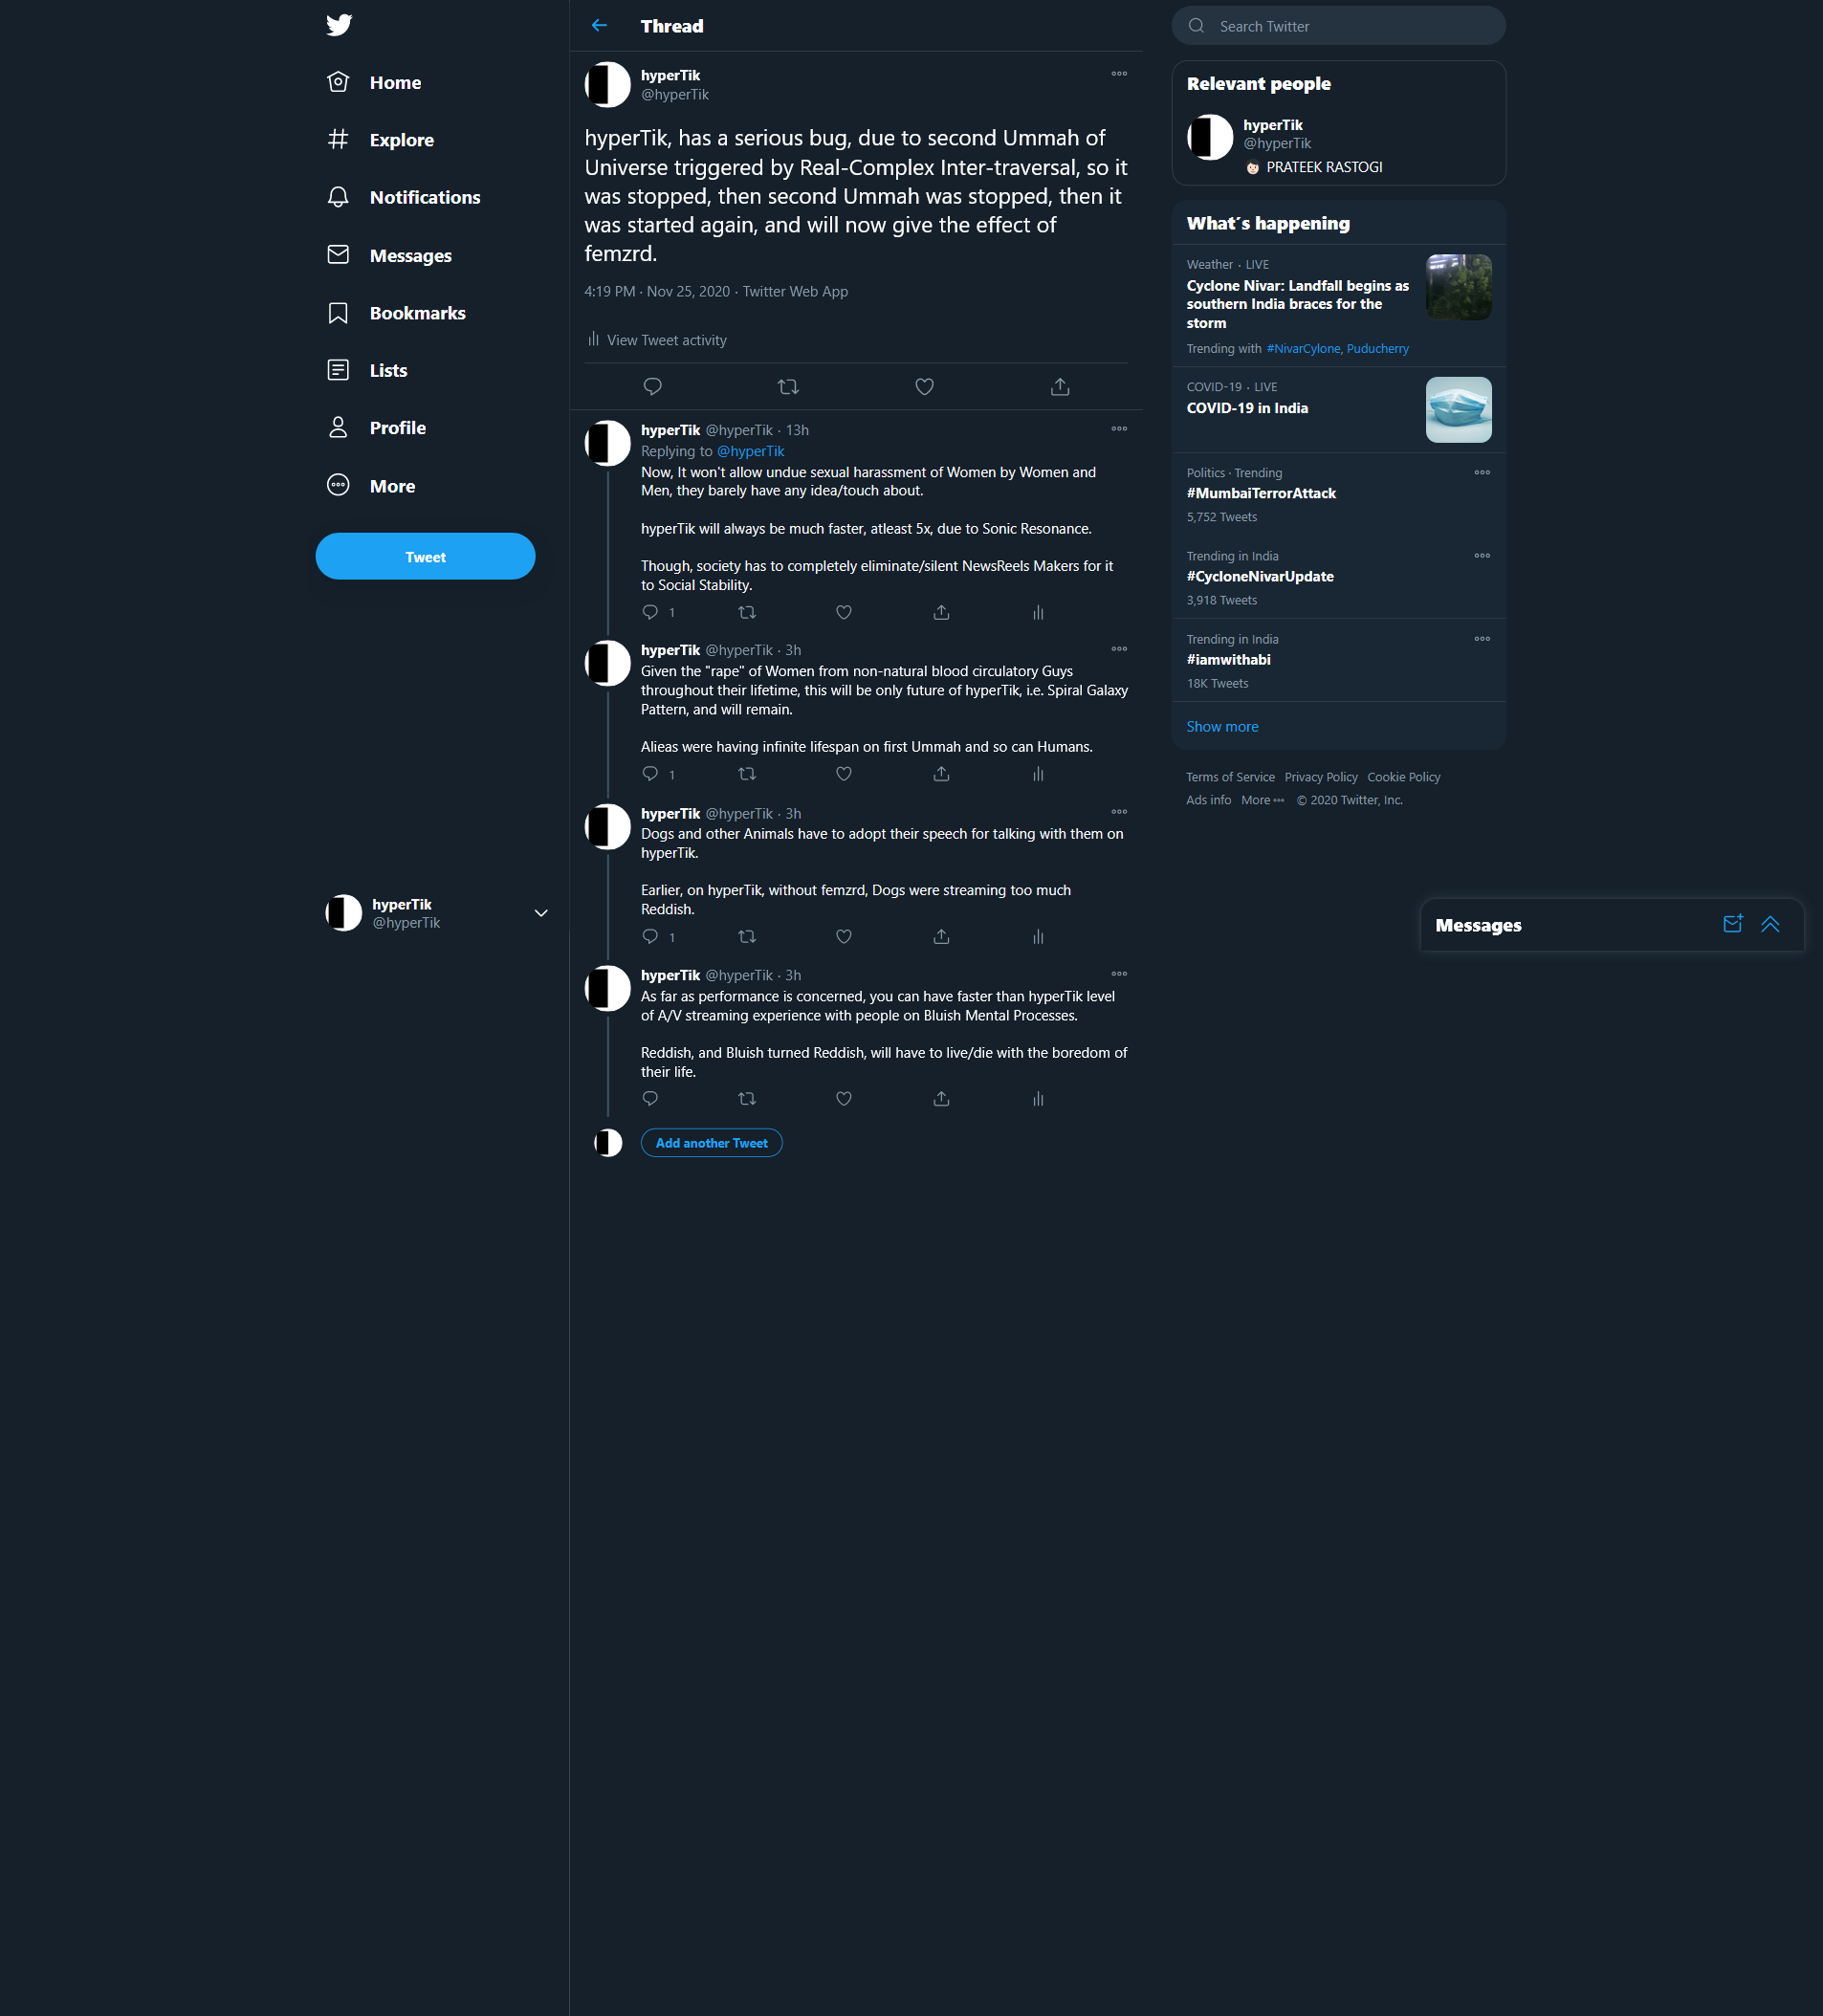 Home
Explore
Notifications
Messages
Bookmarks
Lists
Profile
More
Tweet
hyperTik
@hyperTik
Thread
hyperTik
@hyperTik
hyperTik, has a serious bug, due to second Ummah of
Universe triggered by Real-Complex Inter-traversal, so it
was stopped, then second Ummah was stopped, then it
was started again, and will now give the effect of
femzrd.
4:19 PM · Nov 25, 2020 · Twitter Web App
View Tweet activity
hyperTik @hyperTik · 13h
Replying to @hyperTik
Now, It won't allow undue sexual harassment of Women by Women and
Men, they barely have any idea/touch about.
hyperTik will always be much faster, atleast 5x, due to Sonic Resonance.
Though, society has to completely eliminate/silent NewsReels Makers for it
to Social Stability.
1
hyperTik @hyperTik · 3h
Given the "rape" of Women from non-natural blood circulatory Guys
throughout their lifetime, this will be only future of hyperTik, i.e. Spiral Galaxy
Pattern, and will remain.
Alieas were having infinite lifespan on first Ummah and so can Humans.
1
hyperTik @hyperTik · 3h
Dogs and other Animals have to adopt their speech for talking with them on
hyperTik.
Earlier, on hyperTik, without femzrd, Dogs were streaming too much
Reddish.
1
hyperTik @hyperTik · 3h
As far as performance is concerned, you can have faster than hyperTik level
of A/V streaming experience with people on Bluish Mental Processes.
Reddish, and Bluish turned Reddish, will have to live/die with the boredom of
their life.
Add another Tweet
Search Twitter
Relevant people
hyperTik
@hyperTik
PRATEEK RASTOGI
What´s happening
Weather · LIVE
Cyclone Nivar: Landfall begins as
southern India braces for the
storm
Trending with #NivarCylone, Puducherry
COVID-19 · LIVE
COVID-19 in India
Politics · Trending
#MumbaiTerrorAttack
5,752 Tweets
Trending in India
#CycloneNivarUpdate
3,918 Tweets
Trending in India
#iamwithabi
18K Tweets
Show more
Terms of Service Privacy Policy Cookie Policy
Ads info More © 2020 Twitter, Inc.
Messages